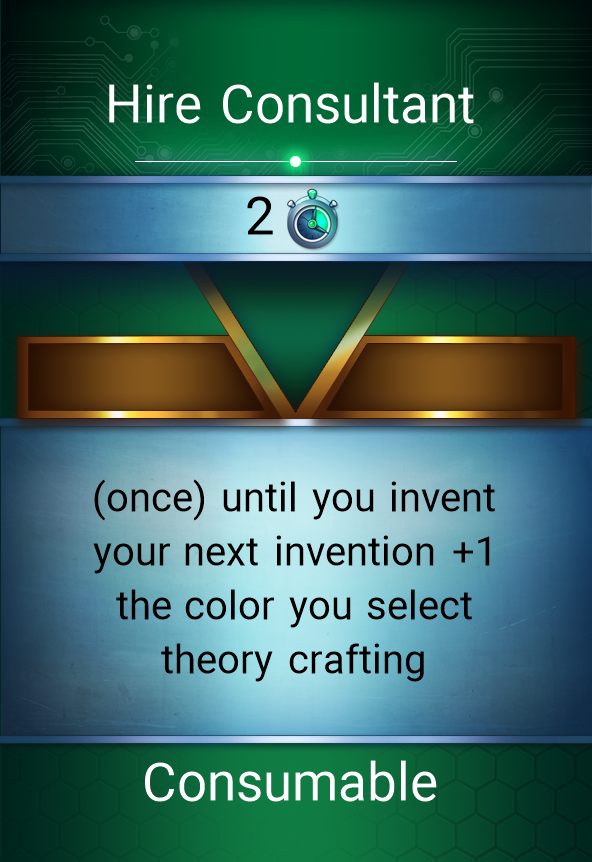 Hire Consultant
2
(once) until you invent
your next invention +1
the color you select
theory crafting
Consumable